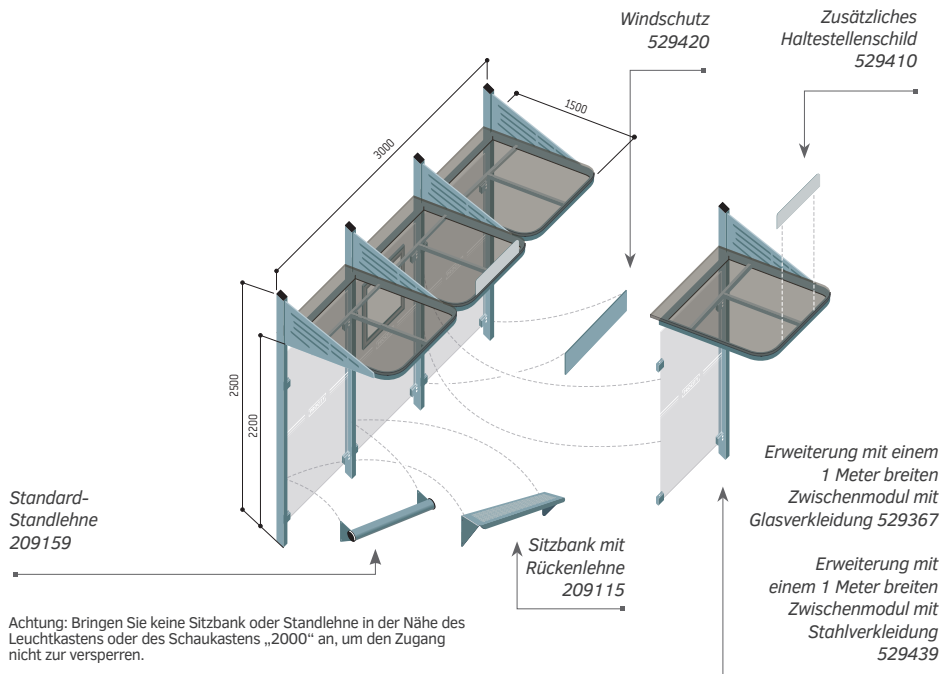 Windschutz
529420
Zusätzliches
Haltestellenschild
529410
1500
3000
2500
2200
Standard-
Standlehne
209159
Sitzbank mit
Rückenlehne
209115
Erweiterung mit einem
1 Meter breiten
Zwischenmodul mit
Glasverkleidung 529367
Erweiterung mit
einem 1 Meter breiten
Zwischenmodul mit
Stahlverkleidung
529439
Achtung: Bringen Sie keine Sitzbank oder Standlehne in der Nähe des
Leuchtkastens oder des Schaukastens „2000“ an, um den Zugang
nicht zur versperren.